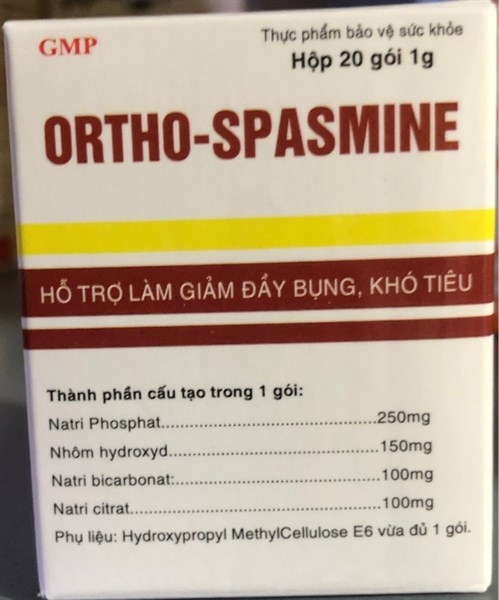 GMP
Thực phẩm bảo vệ sức khỏe
Hộp 20 gói 1g
ORTHO-SPASMINE
HỖ TRỢ LÀM GIẢM ĐẦY BỤNG, KHÓ TIÊU
Thành phần cấu tạo trong 1 gói:
Natri Phosphat............................................250mg
Nhôm hydroxyd...........................................150mg
Natri bicarbonat:..........................................100mg
Natri citrat...................................................100mg
Phụ liệu: Hydroxypropyl MethylCellulose E6 vừa đủ 1 gói.